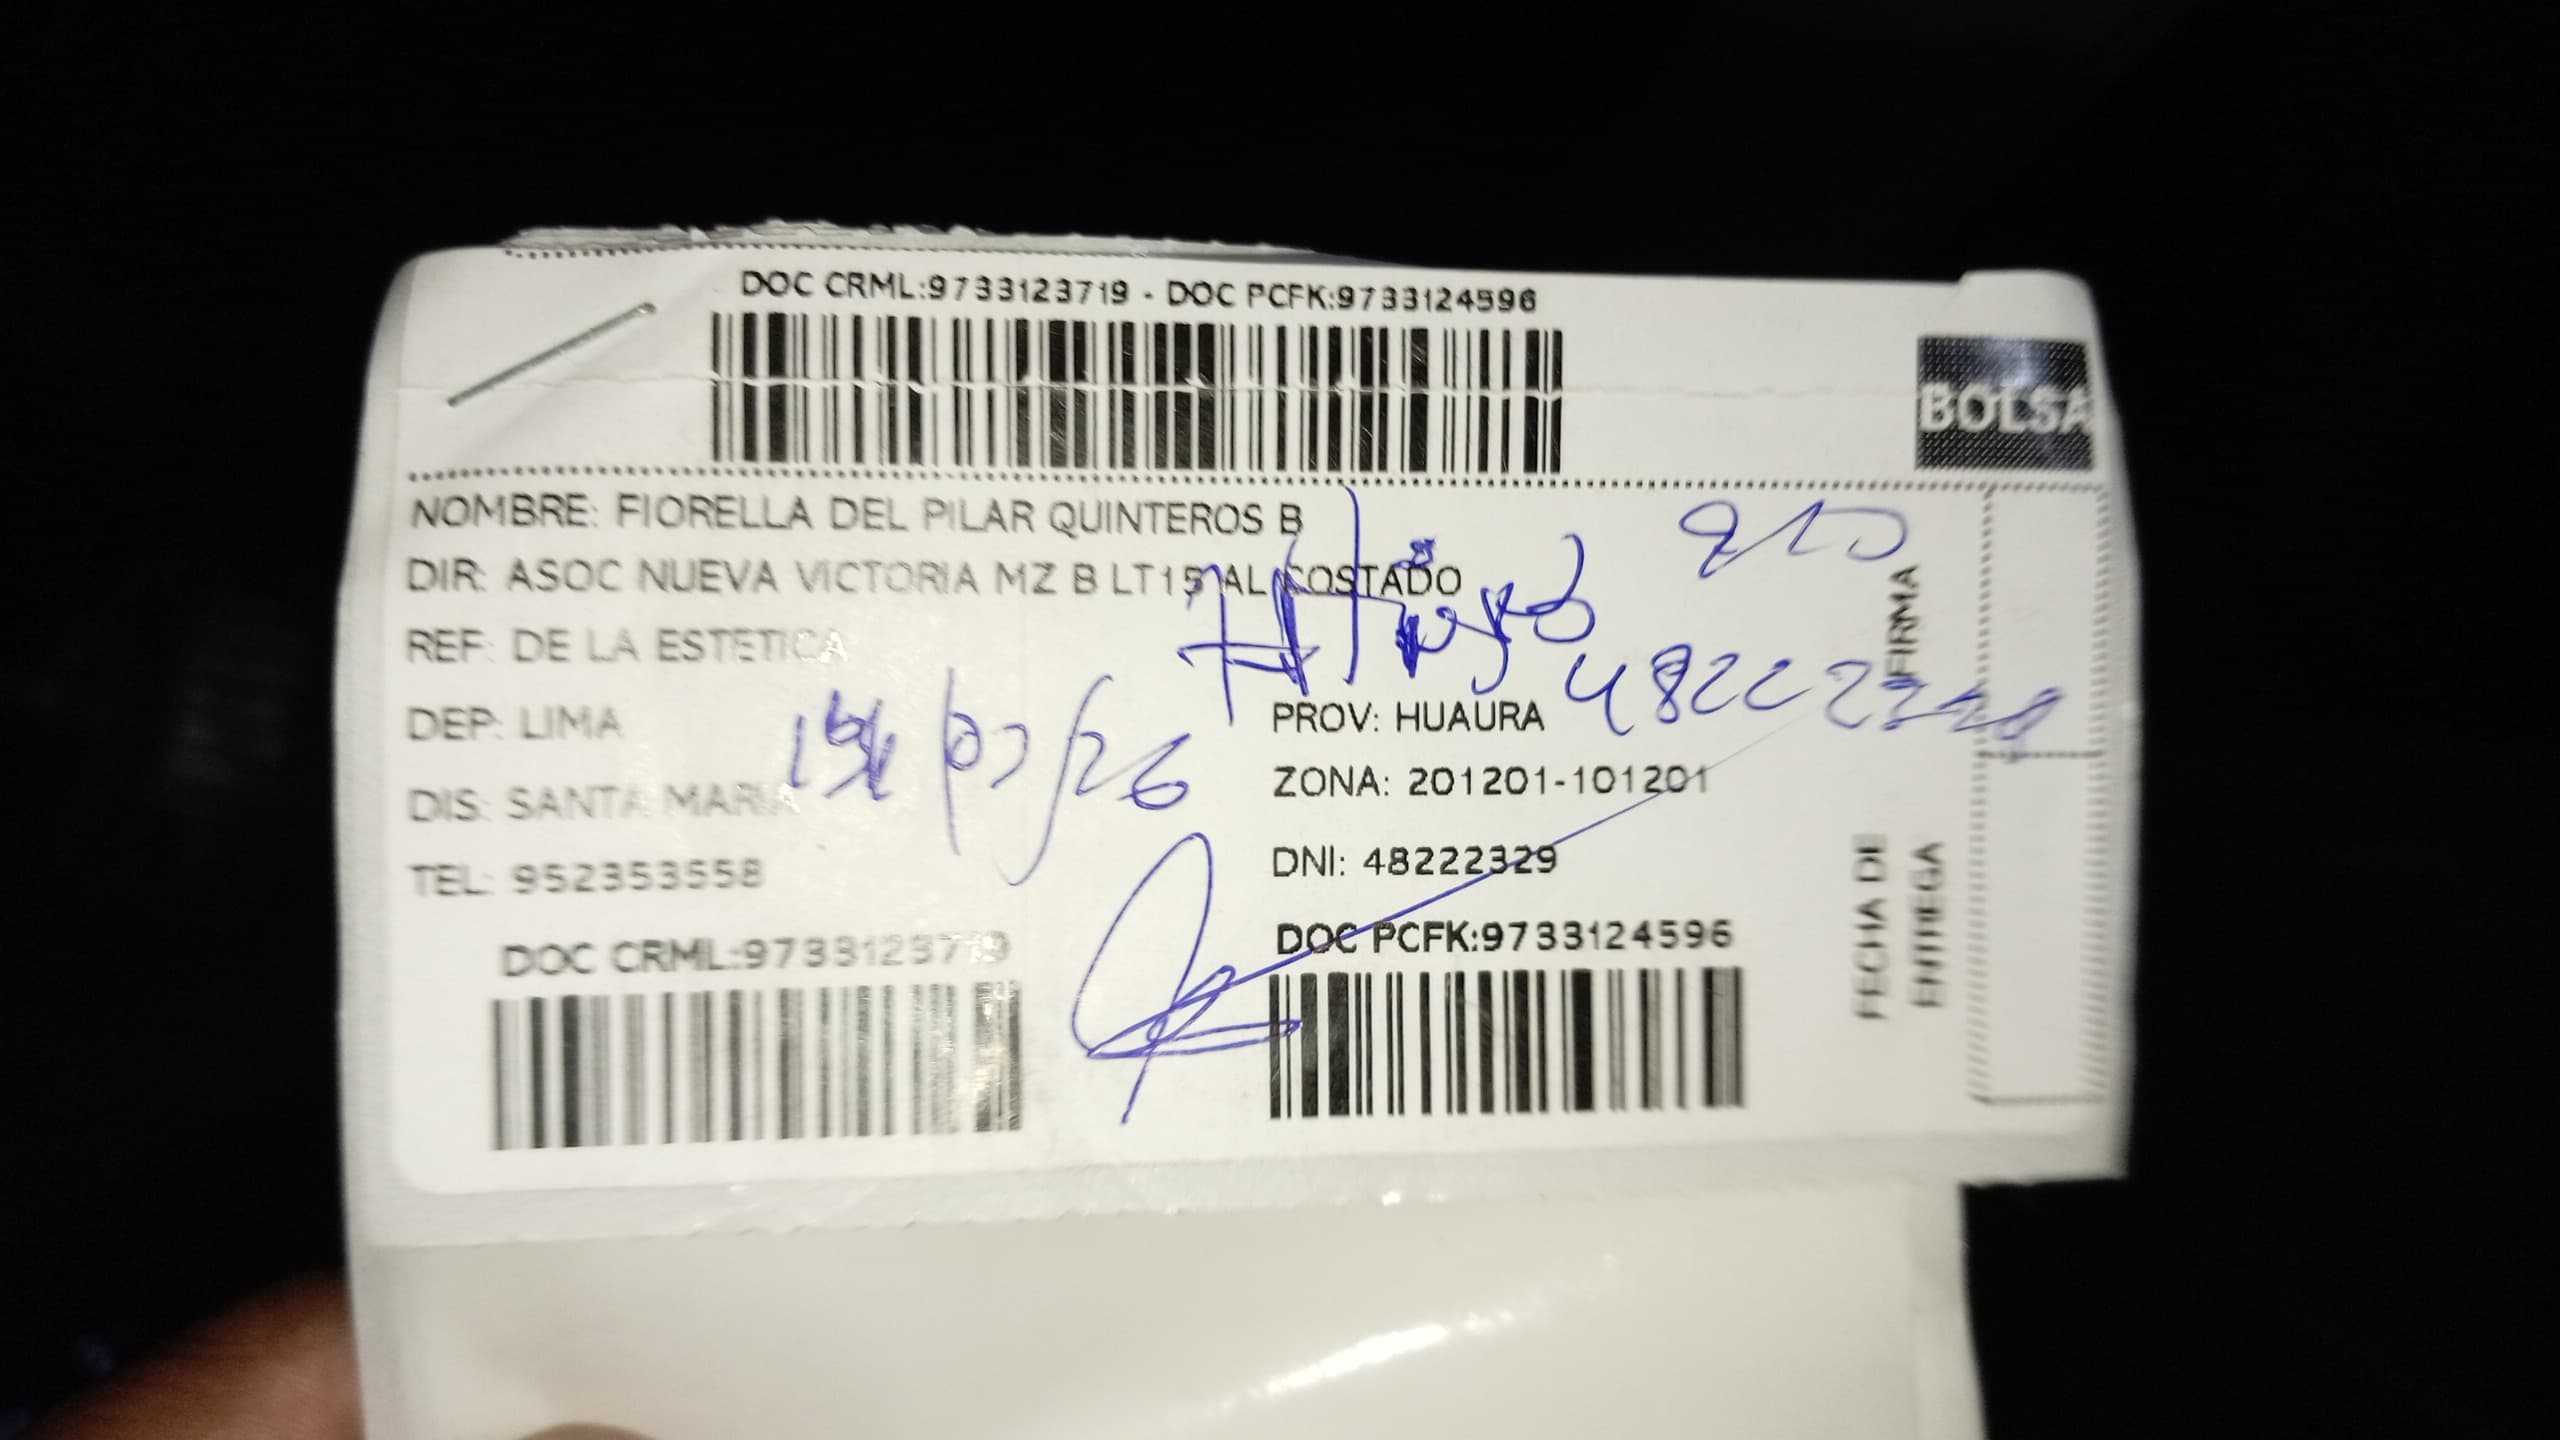 DOC CRML:9733123719 - DOC PCFK:9733124596
BOLSA
NOMBRE: FIORELLA DEL PILAR QUINTEROS B
DIR: ASOC NUEVA VICTORIA MZ B LT15 AL COSTADO
REF: DE LA ESTETICA
DEP: LIMA
PROV: HUAURA
DIS: SANTA MARIA
ZONA: 201201-101201
TEL: 952353558
DNI: 48222329
FIRMA
FECHA DE
ENTREGA
DOC CRML:9733123719
DOC PCFK:9733124596